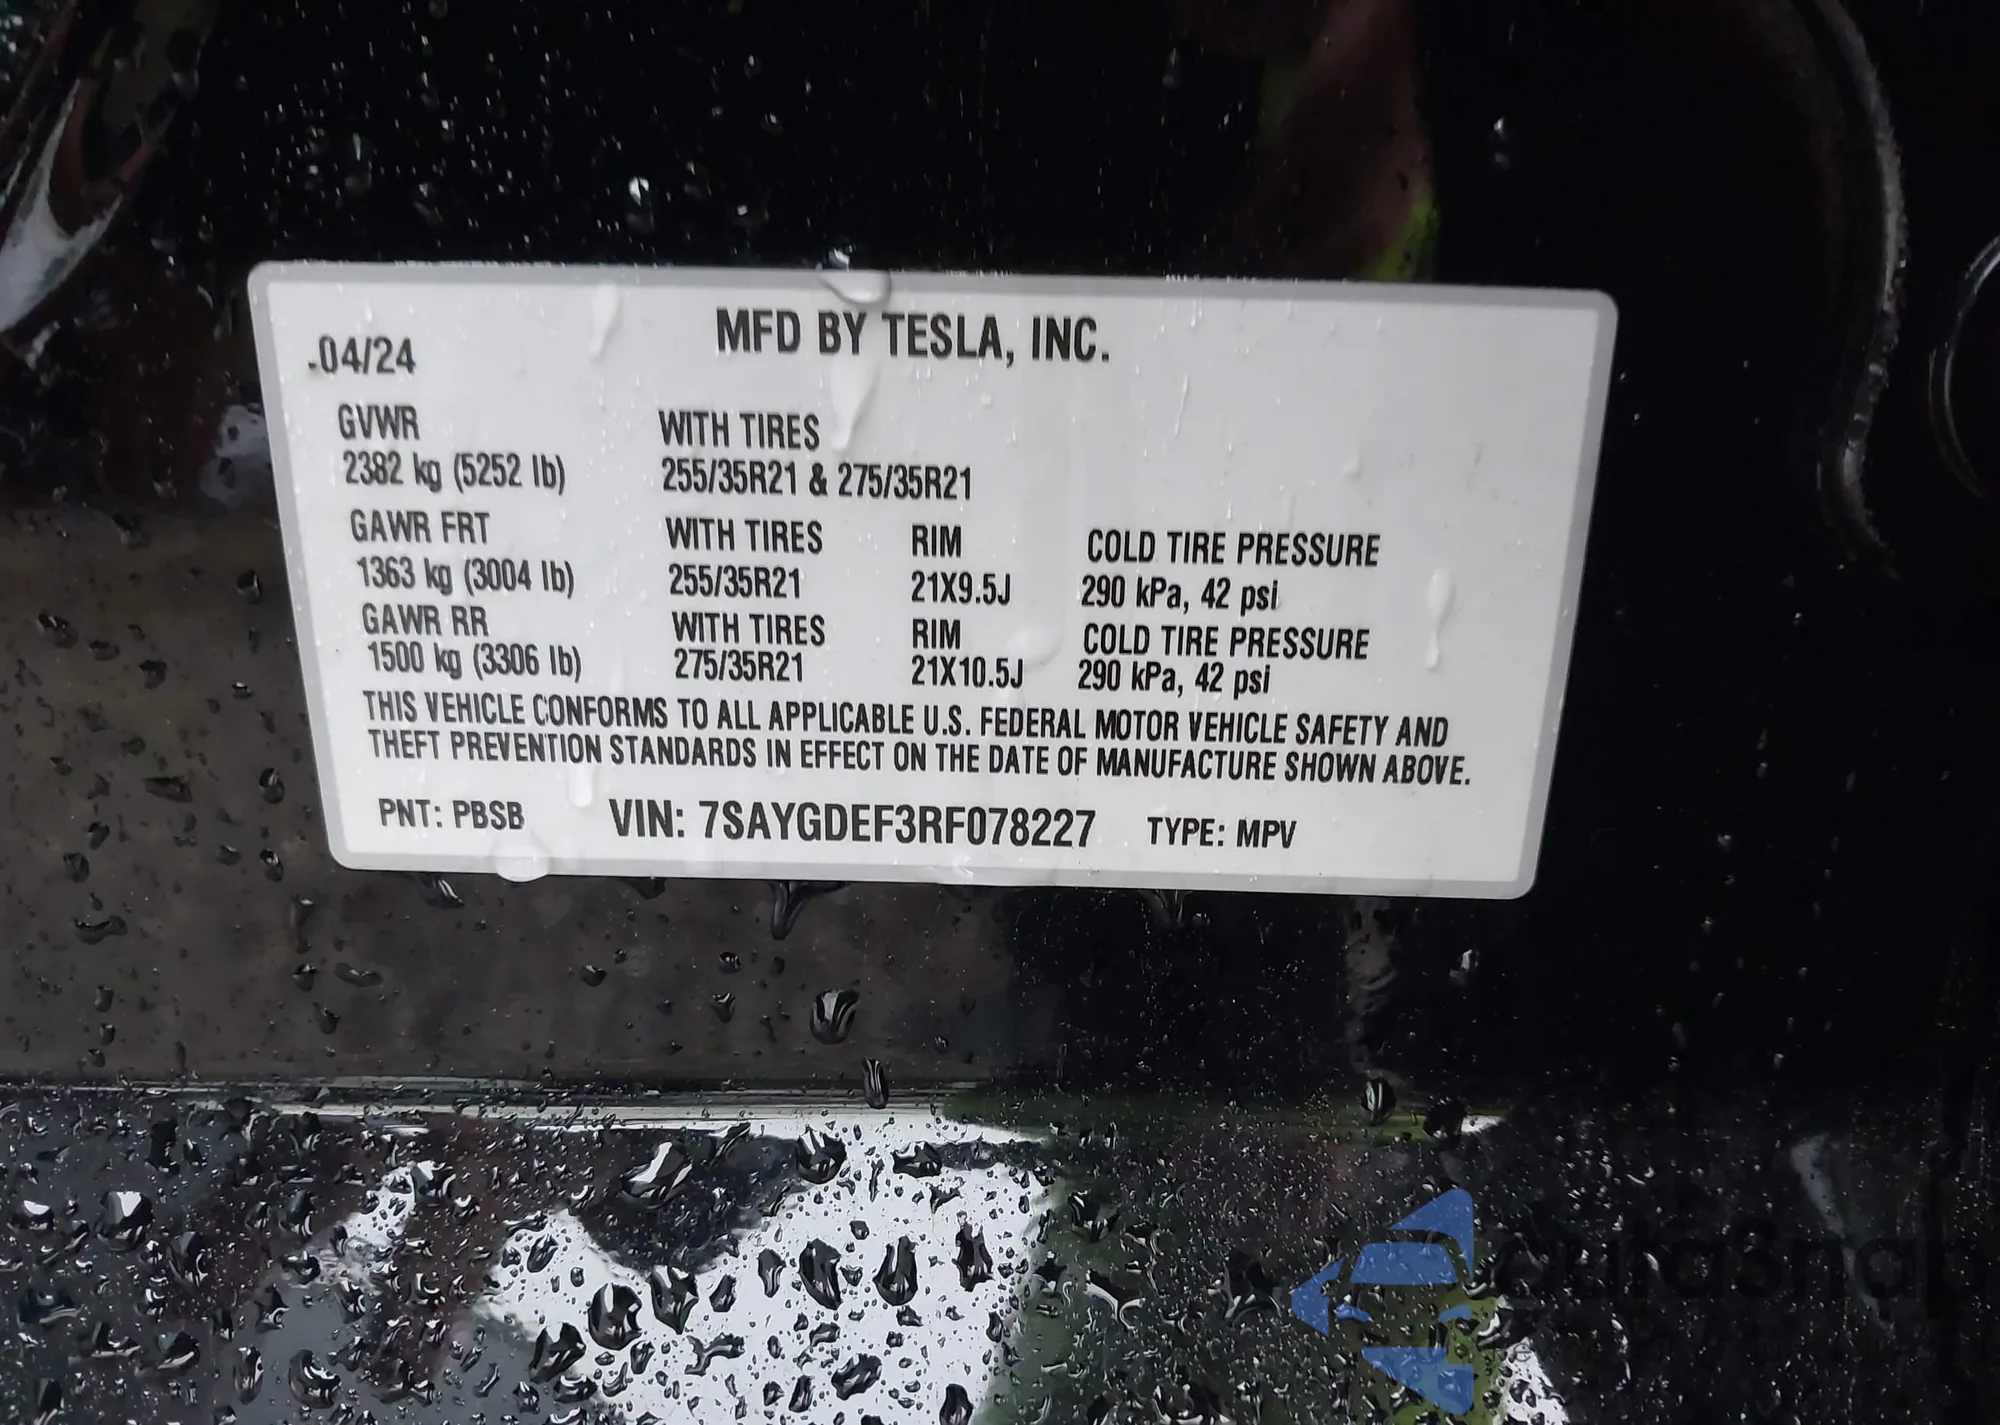 MFD BY TESLA, INC.
04/24
GVWR WITH TIRES
2382 kg (5252 lb) 255/35R21 & 275/35R21
GAWR FRT WITH TIRES RIM COLD TIRE PRESSURE
1363 kg (3004 lb) 255/35R21 21X9.5J 290 kPa, 42 psi
GAWR RR WITH TIRES RIM COLD TIRE PRESSURE
1500 kg (3306 lb) 275/35R21 21X10.5J 290 kPa, 42 psi
THIS VEHICLE CONFORMS TO ALL APPLICABLE U.S. FEDERAL MOTOR VEHICLE SAFETY AND
THEFT PREVENTION STANDARDS IN EFFECT ON THE DATE OF MANUFACTURE SHOWN ABOVE.
PNT: PBSB VIN: 7SAYGDEF3RF078227 TYPE: MPV